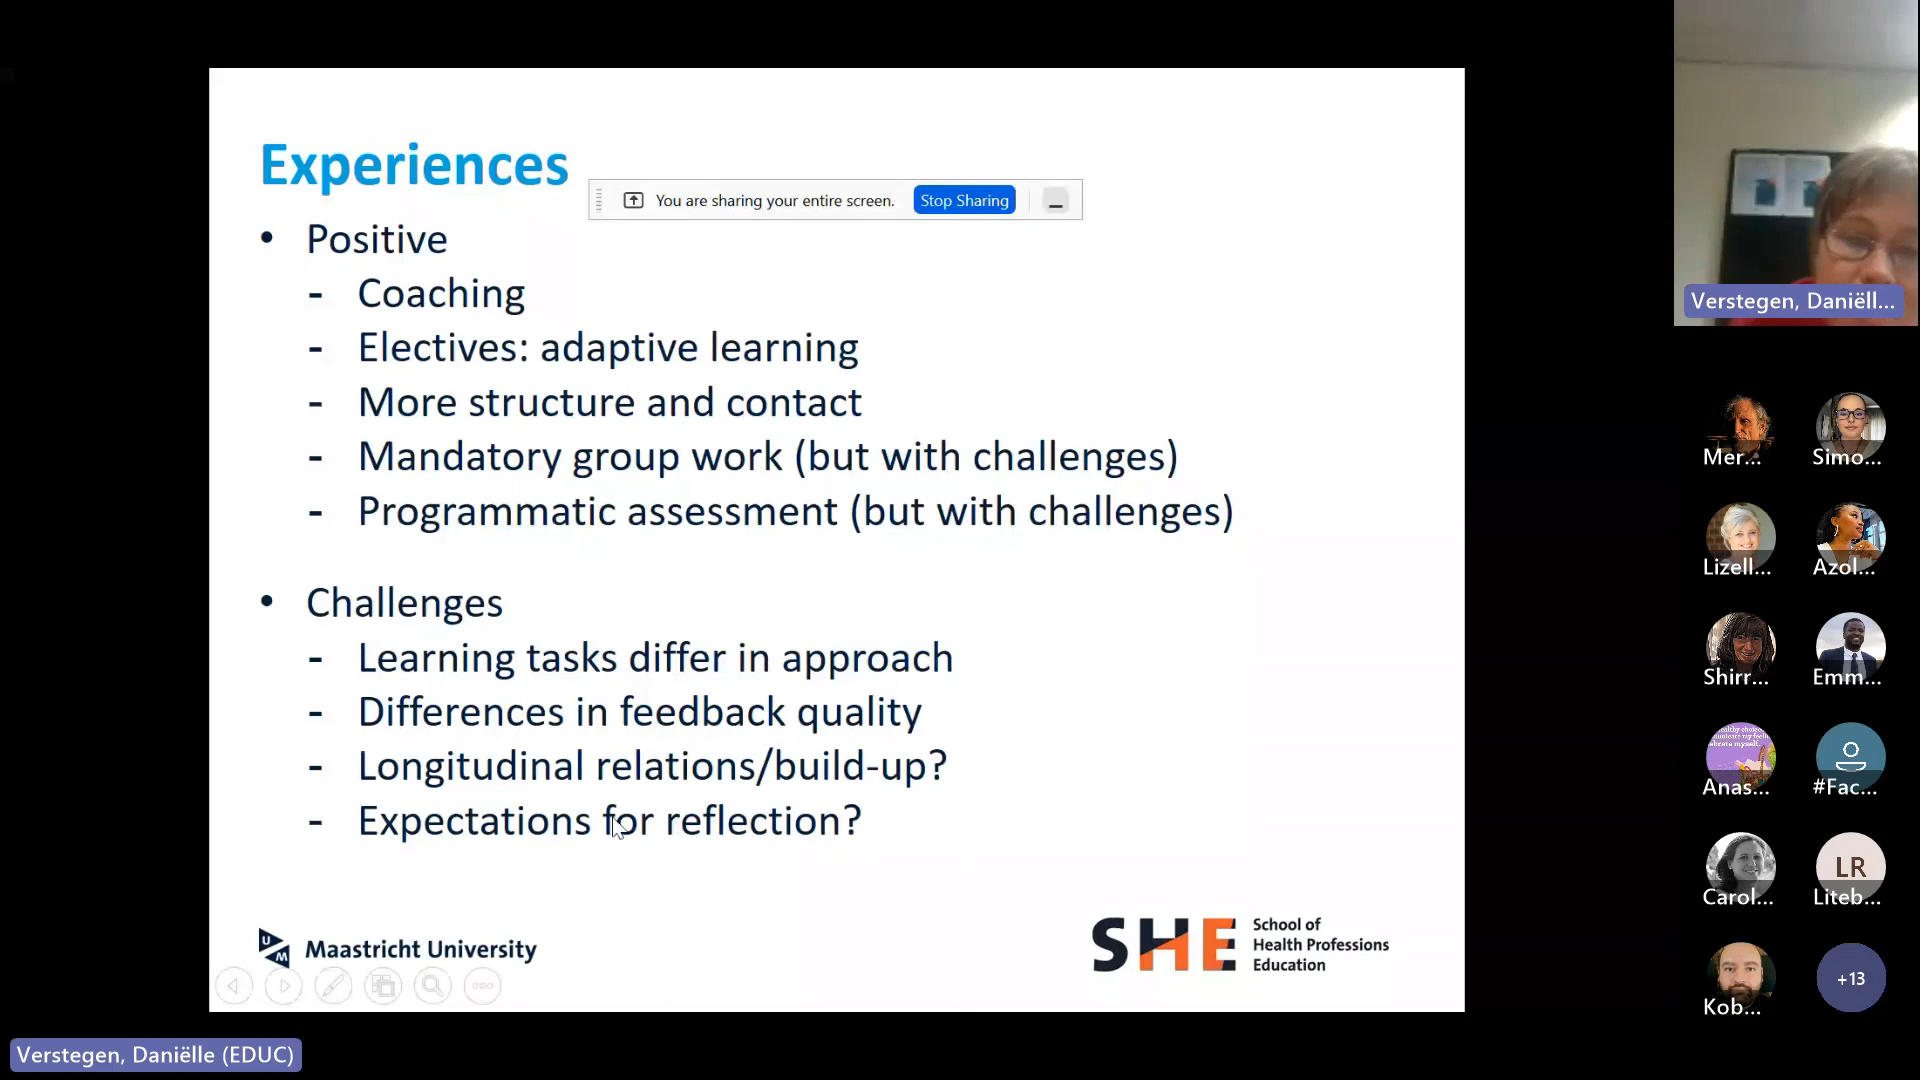 Experiences
You are sharing your entire screen. Stop Sharing
• Positive
- Coaching
- Electives: adaptive learning
- More structure and contact
- Mandatory group work (but with challenges)
- Programmatic assessment (but with challenges)
• Challenges
- Learning tasks differ in approach
- Differences in feedback quality
- Longitudinal relations/build-up?
- Expectations for reflection?
UM Maastricht University
SHE School of
Health Professions
Education
Verstegen, Daniëlle (EDUC)
Verstegen, Daniëll...
Mer... Simo...
Lizell... Azol...
Shirr... Emm...
Anas... #Fac...
LR
Carol... Liteb...
+13
Kob...